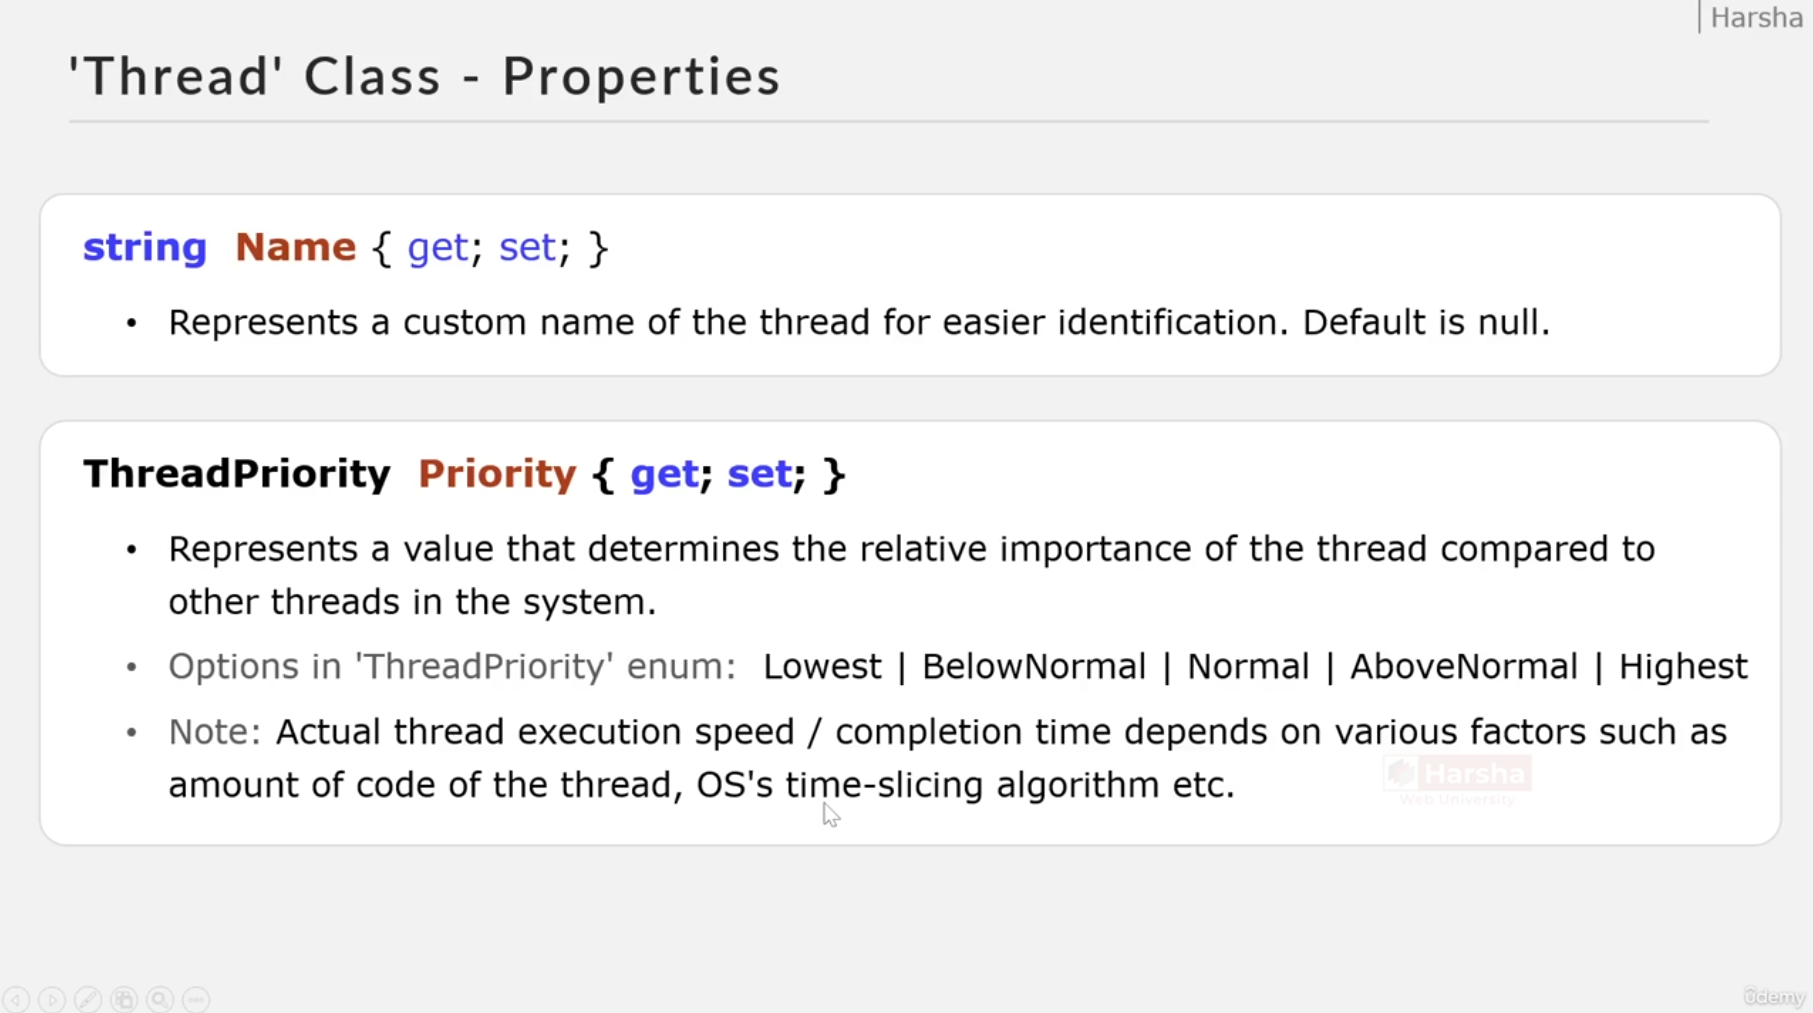 | Harsha
'Thread' Class - Properties
string Name { get; set; }
• Represents a custom name of the thread for easier identification. Default is null.
ThreadPriority Priority { get; set; }
• Represents a value that determines the relative importance of the thread compared to
other threads in the system.
• Options in 'ThreadPriority' enum: Lowest | BelowNormal | Normal | AboveNormal | Highest
• Note: Actual thread execution speed / completion time depends on various factors such as
amount of code of the thread, OS's time-slicing algorithm etc.
Harsha
Web University
ûdemy